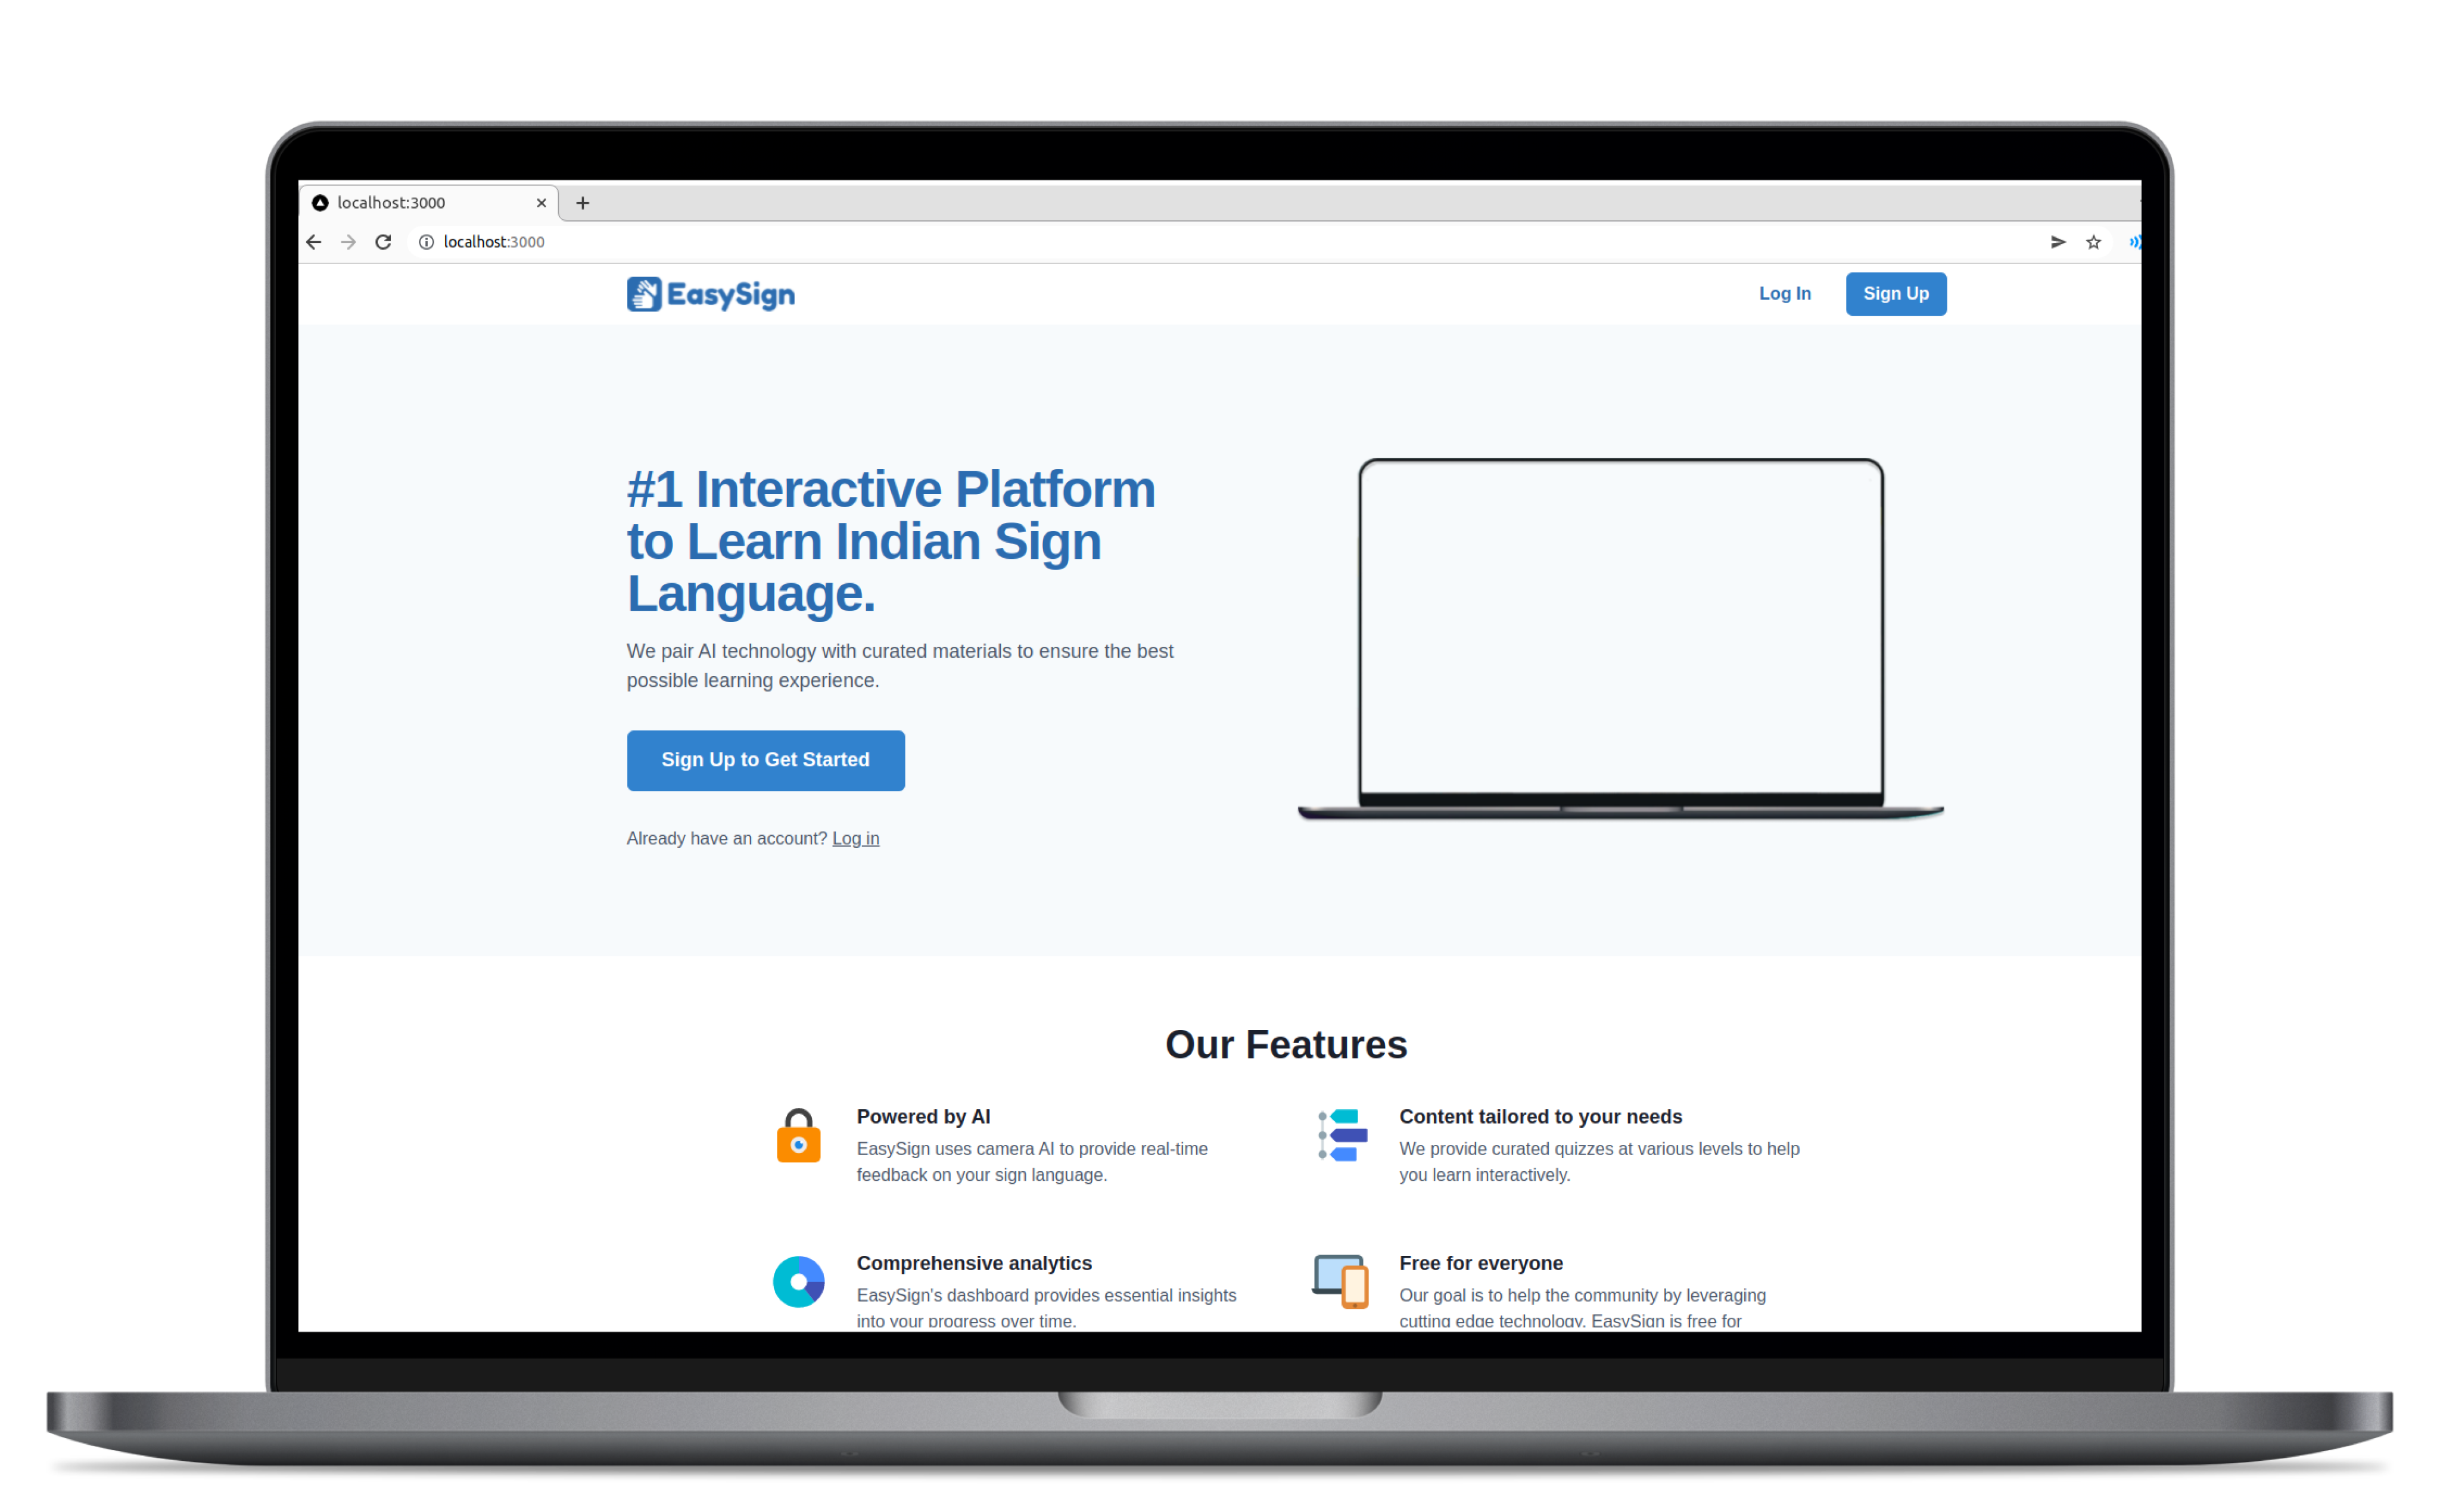 localhost:3000
localhost:3000
EasySign
Log In
Sign Up
#1 Interactive Platform
to Learn Indian Sign
Language.
We pair AI technology with curated materials to ensure the best
possible learning experience.
Sign Up to Get Started
Already have an account? Log in
Our Features
Powered by AI
EasySign uses camera AI to provide real-time
feedback on your sign language.
Content tailored to your needs
We provide curated quizzes at various levels to help
you learn interactively.
Comprehensive analytics
EasySign's dashboard provides essential insights
into your progress over time.
Free for everyone
Our goal is to help the community by leveraging
cutting edge technology. EasySign is free for